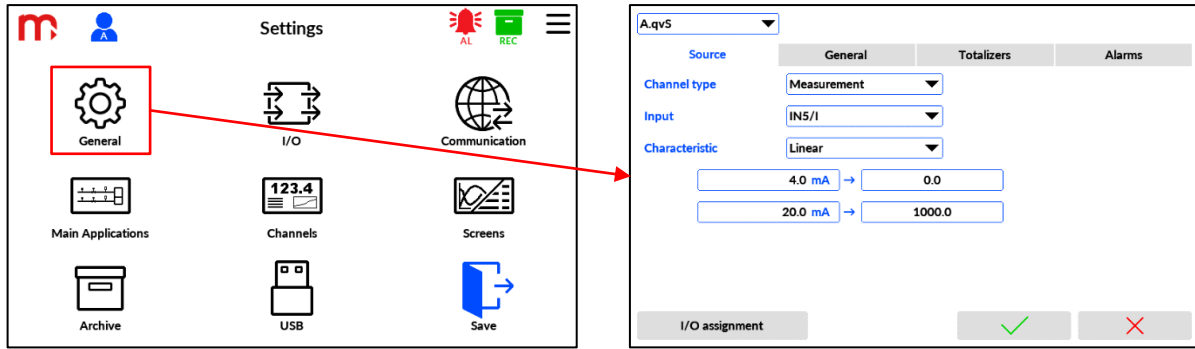 Settings
A
AL
REC
General
I/O
Communication
123.4
Main Applications
Channels
Screens
Archive
USB
Save
A.qvS
Source General Totalizers Alarms
Channel type Measurement
Input IN5/I
Characteristic Linear
4.0 mA → 0.0
20.0 mA → 1000.0
I/O assignment